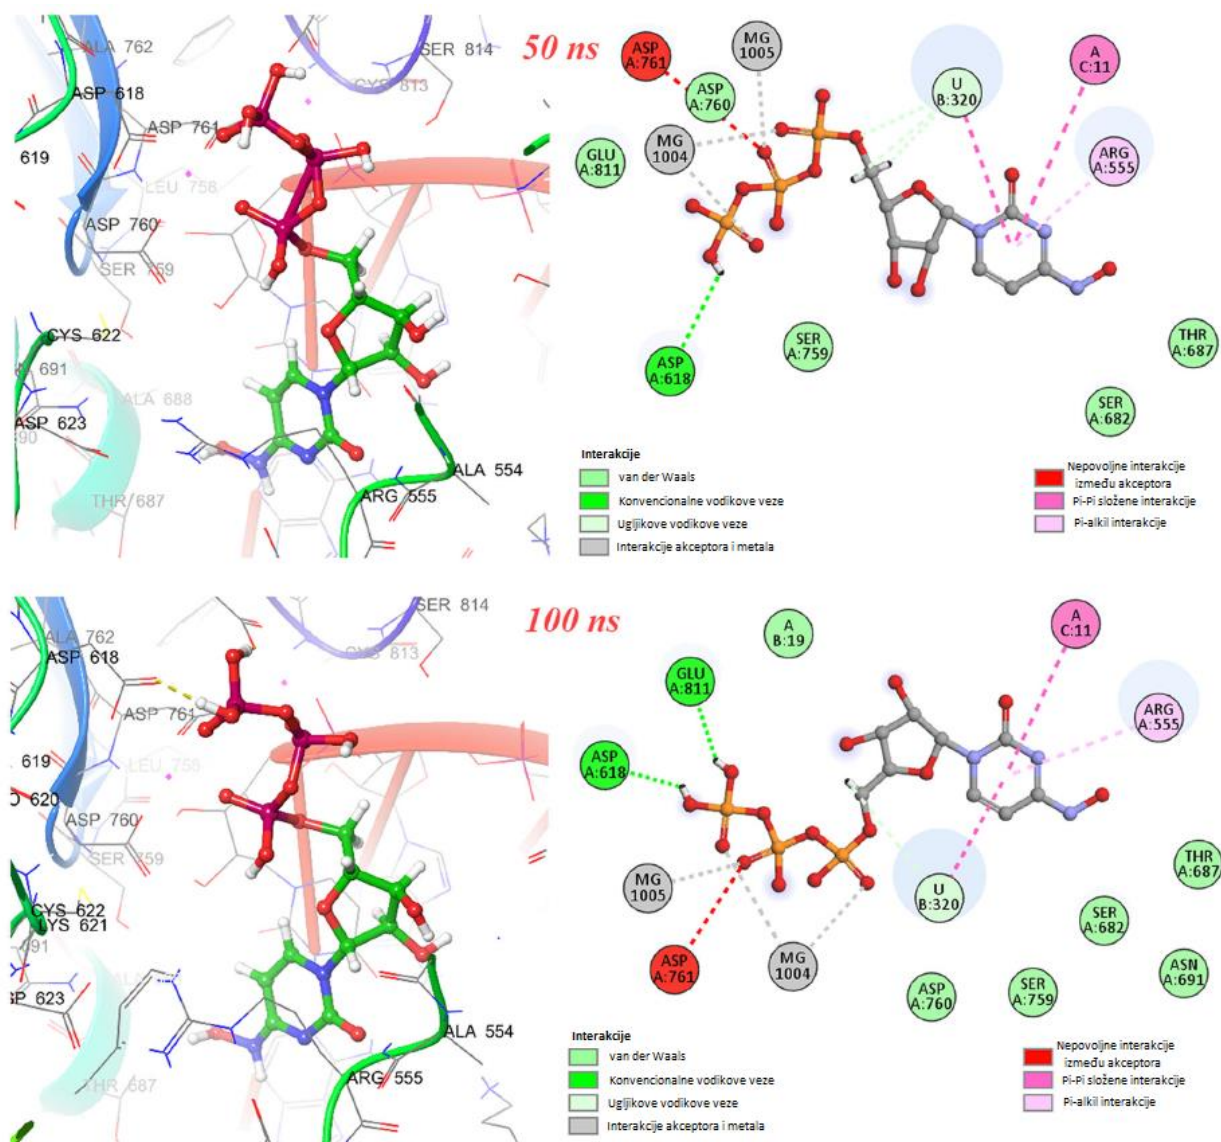 50 ns
ALA 762
ASP 618
SER 814
CYS 813
ASP 761
619
LEU 758
ASP 760
SER 759
CYS 622
691
ALA 688
ASP 623
90
THR 687
ALA 554
ARG 555
ASP
A:761
MG
1005
ASP
A:760
MG
1004
GLU
A:811
U
B:320
A
C:11
ARG
A:555
ASP
A:618
SER
A:759
THR
A:687
SER
A:682
Interakcije
van der Waals
Konvencionalne vodikove veze
Ugljikove vodikove veze
Interakcije akceptora i metala
Nepovoljne interakcije
između akceptora
Pi-Pi složene interakcije
Pi-alkil interakcije
100 ns
ALA 762
ASP 618
SER 814
CYS 813
ASP 761
619
LEU 758
O 620
ASP 760
SER 759
CYS 622
LYS 621
691
SP 623
THR 687
ALA 554
ARG 555
A
B:19
GLU
A:811
ASP
A:618
MG
1005
ASP
A:761
MG
1004
A
C:11
ARG
A:555
U
B:320
THR
A:687
SER
A:682
ASN
A:691
ASP
A:760
SER
A:759
Interakcije
van der Waals
Konvencionalne vodikove veze
Ugljikove vodikove veze
Interakcije akceptora i metala
Nepovoljne interakcije
između akceptora
Pi-Pi složene interakcije
Pi-alkil interakcije